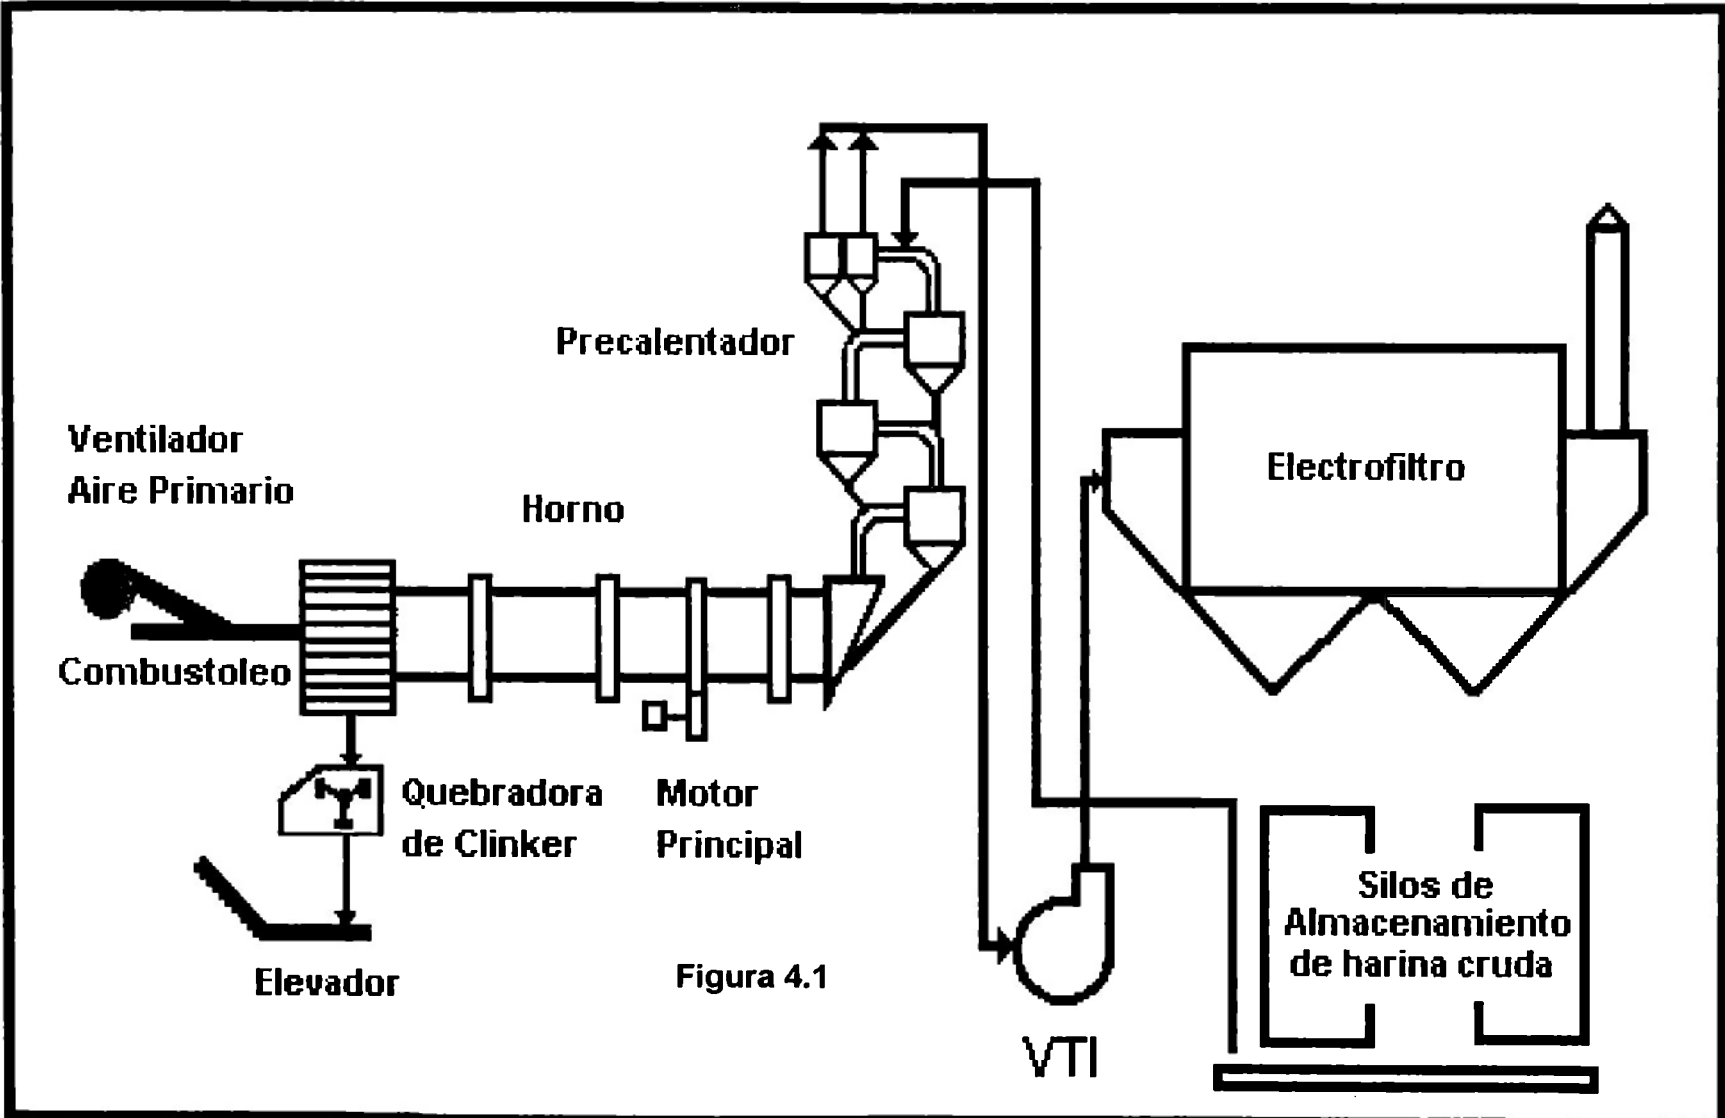 Precalentador
Ventilador
Aire Primario
Horno
Electrofiltro
Combustoleo
Quebradora
de Clinker
Motor
Principal
Silos de
Almacenamiento
de harina cruda
Elevador
Figura 4.1
VTI